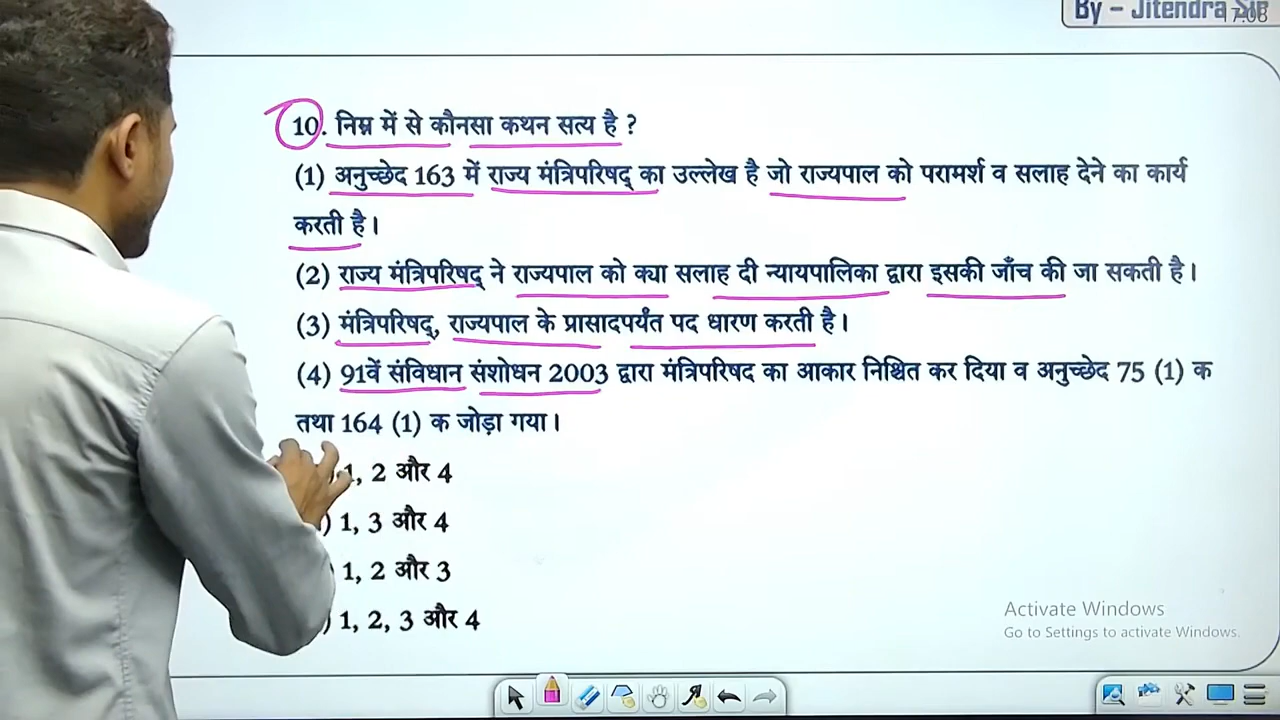 By – Jitendra Sir
17:08
10. निम्न में से कौनसा कथन सत्य है ?
(1) अनुच्छेद 163 में राज्य मंत्रिपरिषद् का उल्लेख है जो राज्यपाल को परामर्श व सलाह देने का कार्य
करती है।
(2) राज्य मंत्रिपरिषद् ने राज्यपाल को क्या सलाह दी न्यायपालिका द्वारा इसकी जाँच की जा सकती है।
(3) मंत्रिपरिषद्, राज्यपाल के प्रासादपर्यंत पद धारण करती है।
(4) 91वें संविधान संशोधन 2003 द्वारा मंत्रिपरिषद का आकार निश्चित कर दिया व अनुच्छेद 75 (1) क
तथा 164 (1) क जोड़ा गया।
1, 2 और 4
) 1, 3 और 4
) 1, 2 और 3
) 1, 2, 3 और 4
Activate Windows
Go to Settings to activate Windows.